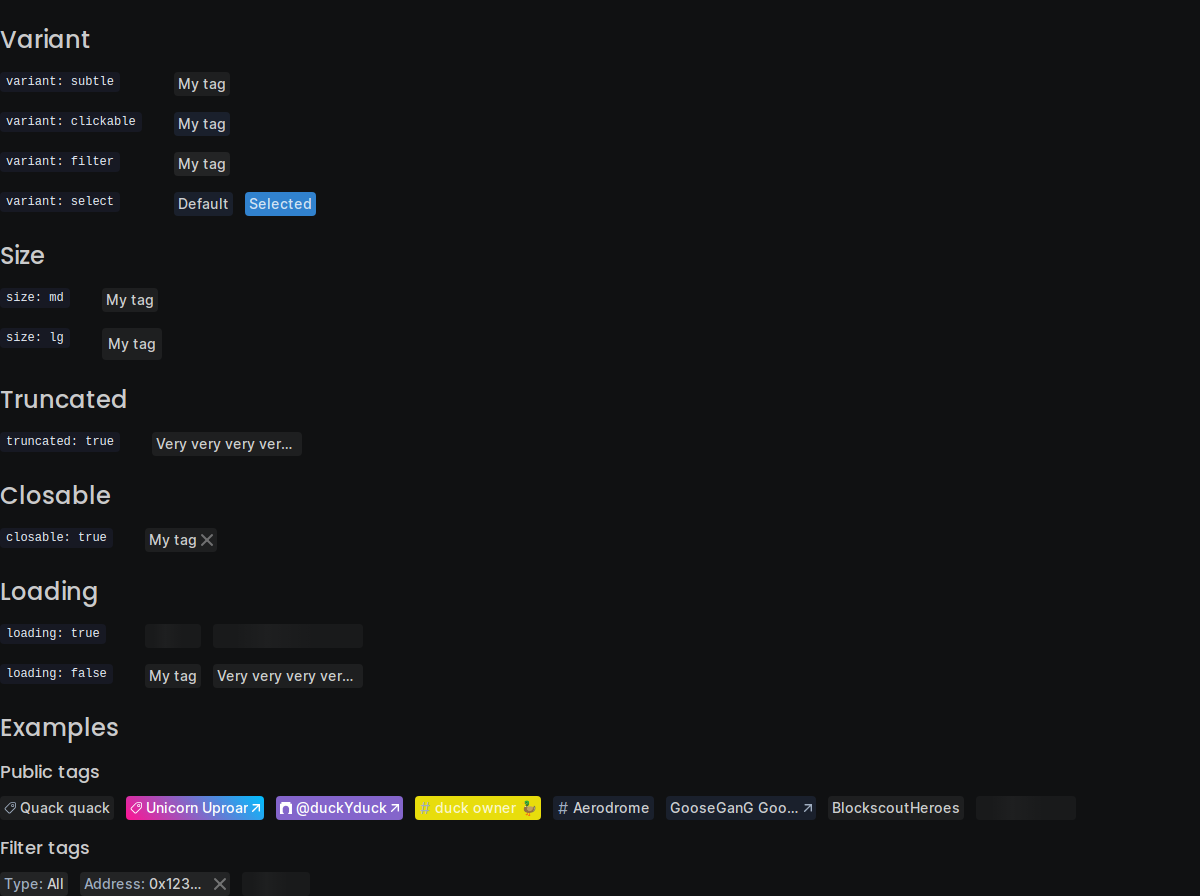 Variant
variant: subtle My tag
variant: clickable My tag
variant: filter My tag
variant: select Default Selected
Size
size: md My tag
size: lg My tag
Truncated
truncated: true Very very very ver...
Closable
closable: true My tag
Loading
loading: true
loading: false My tag Very very very ver...
Examples
Public tags
Quack quack Unicorn Uproar @duckYduck # duck owner 🦆 # Aerodrome GooseGanG Goo... BlockscoutHeroes
Filter tags
Type: All Address: 0x123...